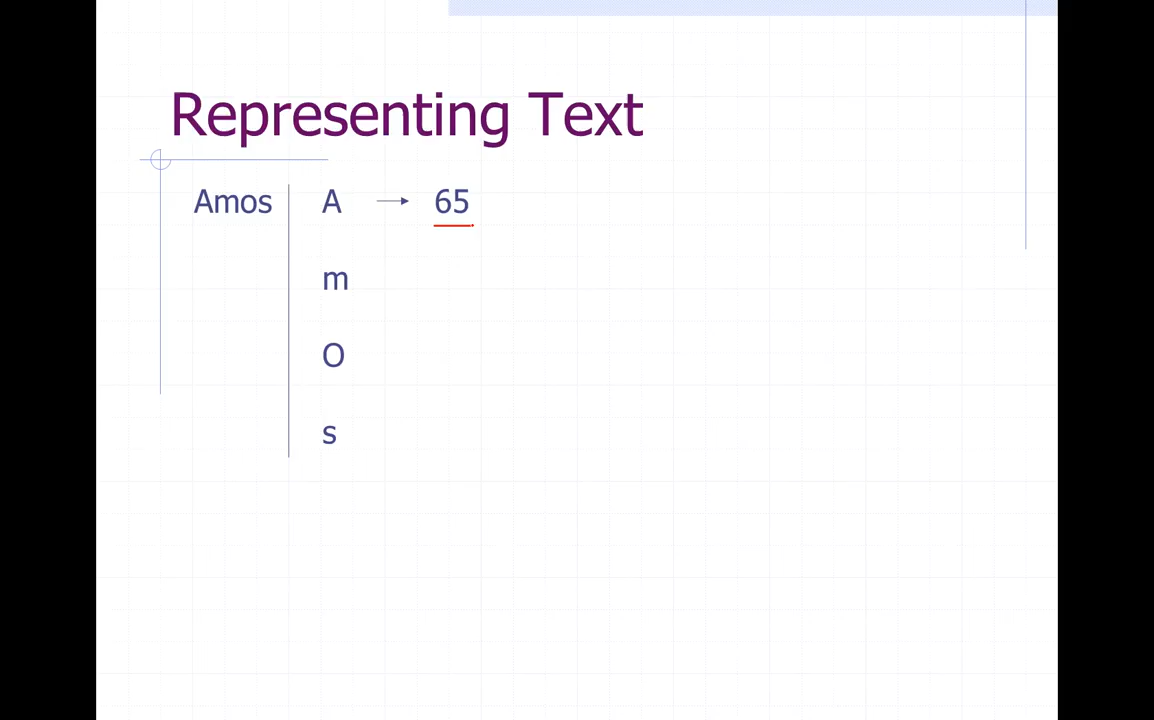 Representing Text
Amos A → 65
m
O
s